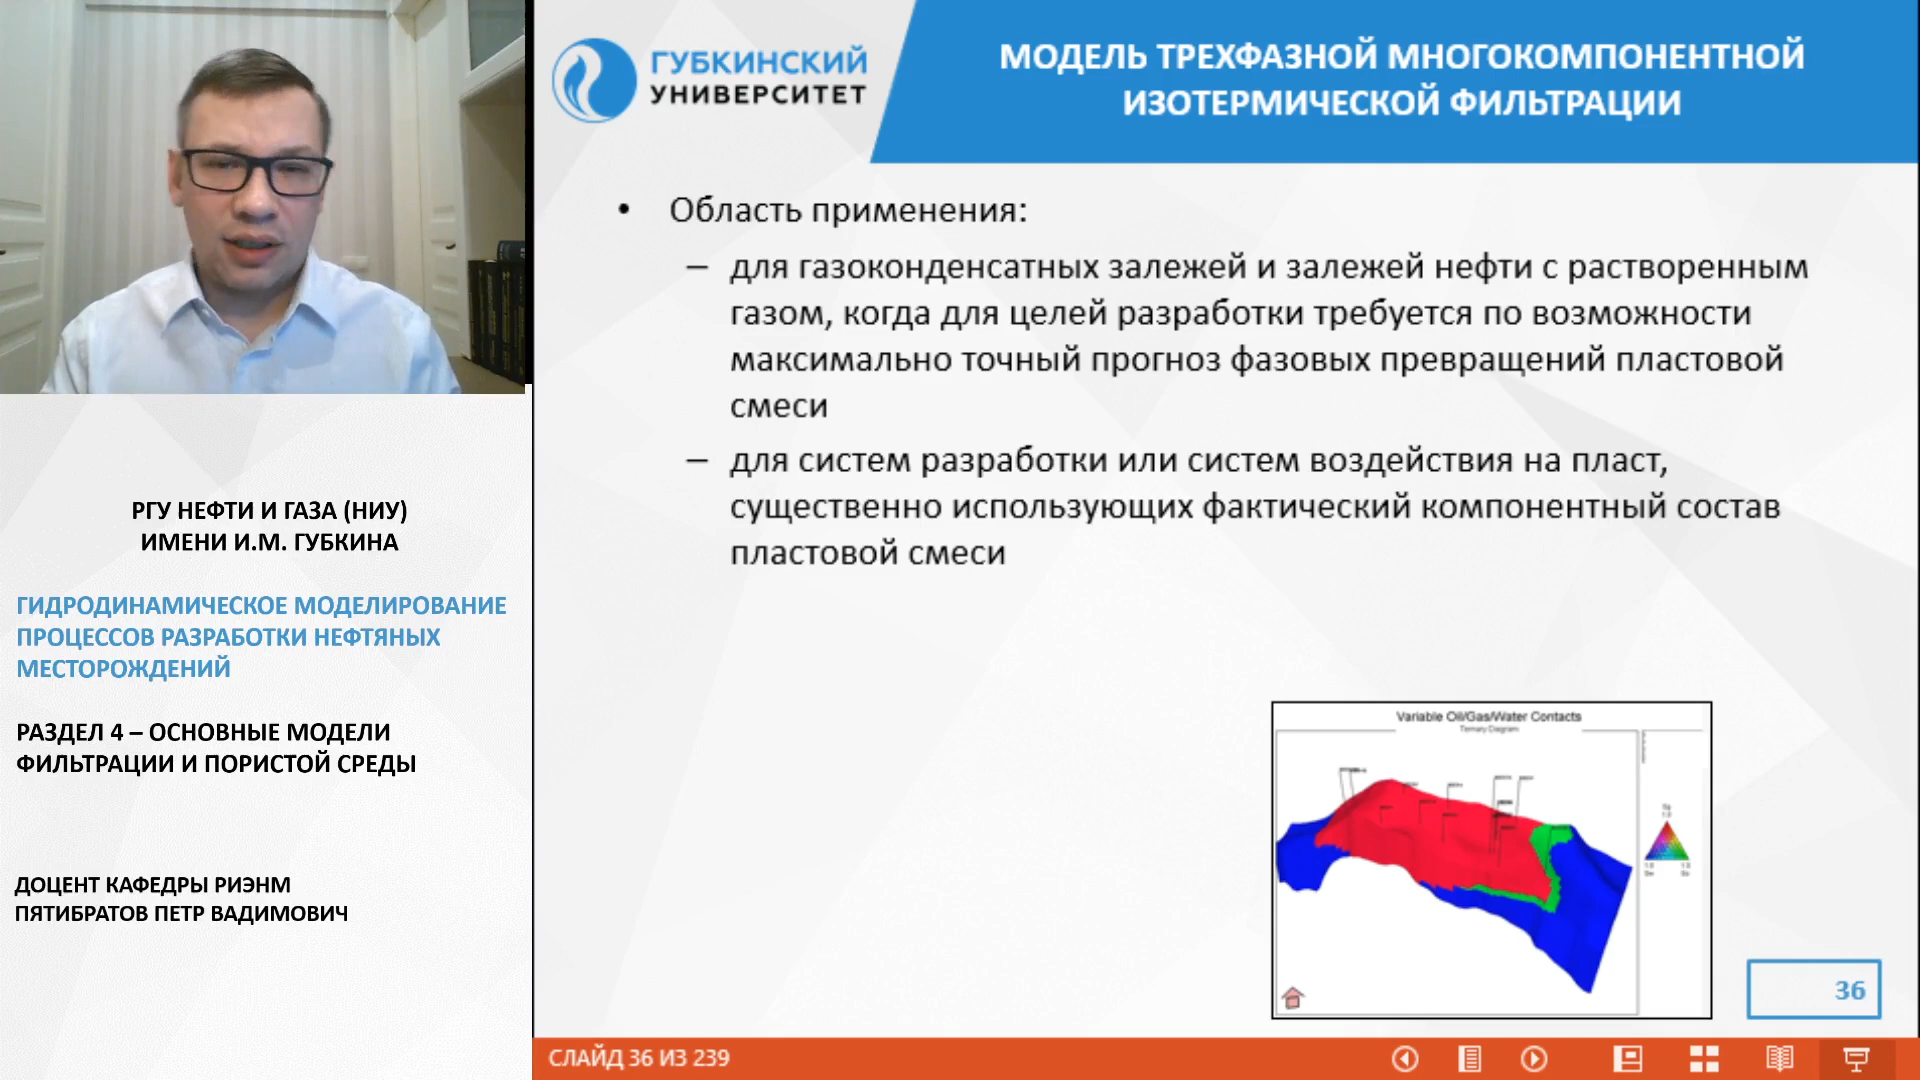 ГУБКИНСКИЙ
УНИВЕРСИТЕТ
МОДЕЛЬ ТРЕХФАЗНОЙ МНОГОКОМПОНЕНТНОЙ
ИЗОТЕРМИЧЕСКОЙ ФИЛЬТРАЦИИ
• Область применения:
– для газоконденсатных залежей и залежей нефти с растворенным
газом, когда для целей разработки требуется по возможности
максимально точный прогноз фазовых превращений пластовой
смеси
– для систем разработки или систем воздействия на пласт,
существенно использующих фактический компонентный состав
пластовой смеси
РГУ НЕФТИ И ГАЗА (НИУ)
ИМЕНИ И.М. ГУБКИНА
ГИДРОДИНАМИЧЕСКОЕ МОДЕЛИРОВАНИЕ
ПРОЦЕССОВ РАЗРАБОТКИ НЕФТЯНЫХ
МЕСТОРОЖДЕНИЙ
РАЗДЕЛ 4 – ОСНОВНЫЕ МОДЕЛИ
ФИЛЬТРАЦИИ И ПОРИСТОЙ СРЕДЫ
ДОЦЕНТ КАФЕДРЫ РИЭНМ
ПЯТИБРАТОВ ПЕТР ВАДИМОВИЧ
Variable Oil/Gas/Water Contacts
Ternary Diagram
36
СЛАЙД 36 ИЗ 239